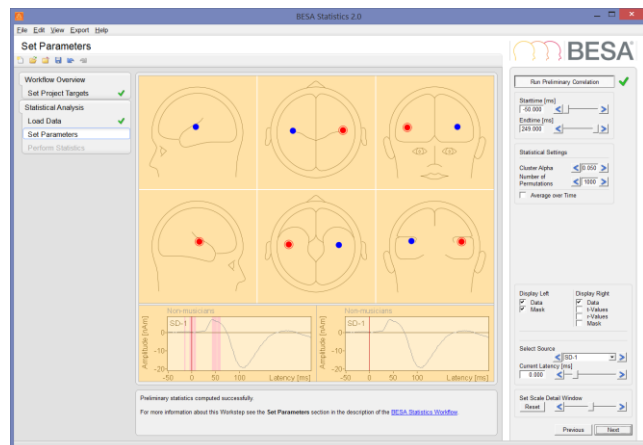 BESA Statistics 2.0
File Edit View Export Help
Set Parameters
BESA®
Workflow Overview
Set Project Targets
Statistical Analysis
Load Data
Set Parameters
Perform Statistics
Run Preliminary Correlation
Starttime [ms]
-50.000
Endtime [ms]
249.000
Statistical Settings
Cluster Alpha 0.050
Number of
Permutations 1000
Average over Time
Display Left Display Right
Data Data
Mask t-Values
r-Values
Mask
Select Source
SD-1
Current Latency [ms]
0.000
Set Scale Detail Window
Reset
Previous Next
Non-musicians
SD-1
Amplitude [nAm]
0
-10
-20
-50 0 50 100 Latency [ms]
Non-musicians
SD-1
Amplitude [nAm]
0
-10
-20
-50 0 50 100 Latency [ms]
Preliminary statistics computed successfully.
For more information about this Workstep see the Set Parameters section in the description of the BESA Statistics Workflow.